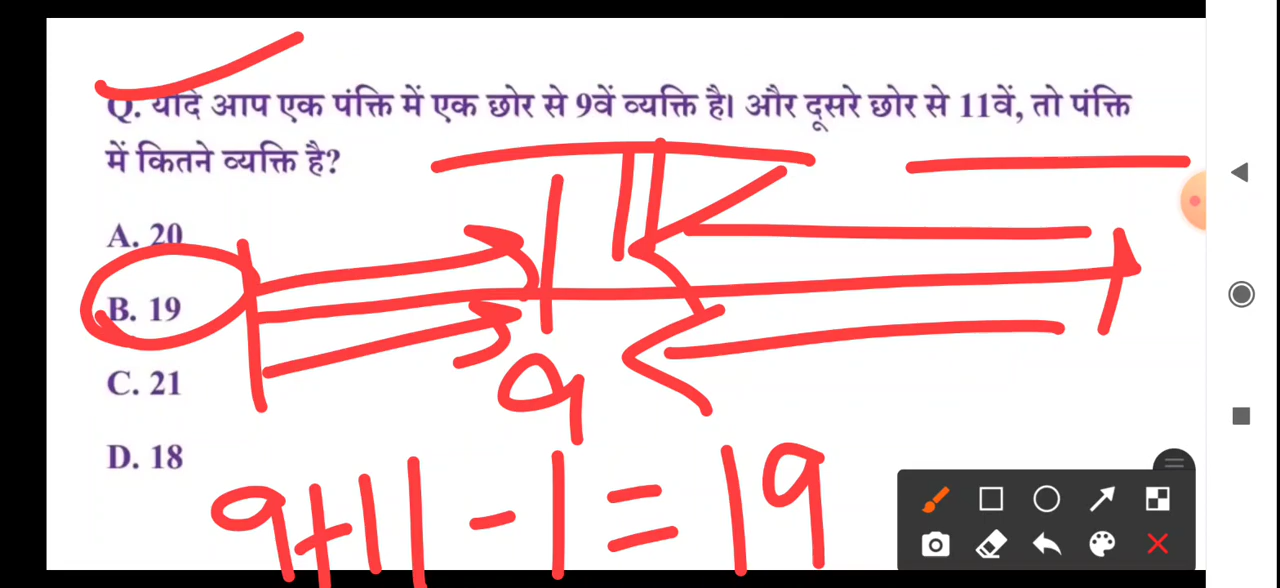 Q. यदि आप एक पंक्ति में एक छोर से 9वें व्यक्ति है। और दूसरे छोर से 11वें, तो पंक्ति
में कितने व्यक्ति है?
A. 20
B. 19
C. 21
D. 18
11
9
9+11-1=19